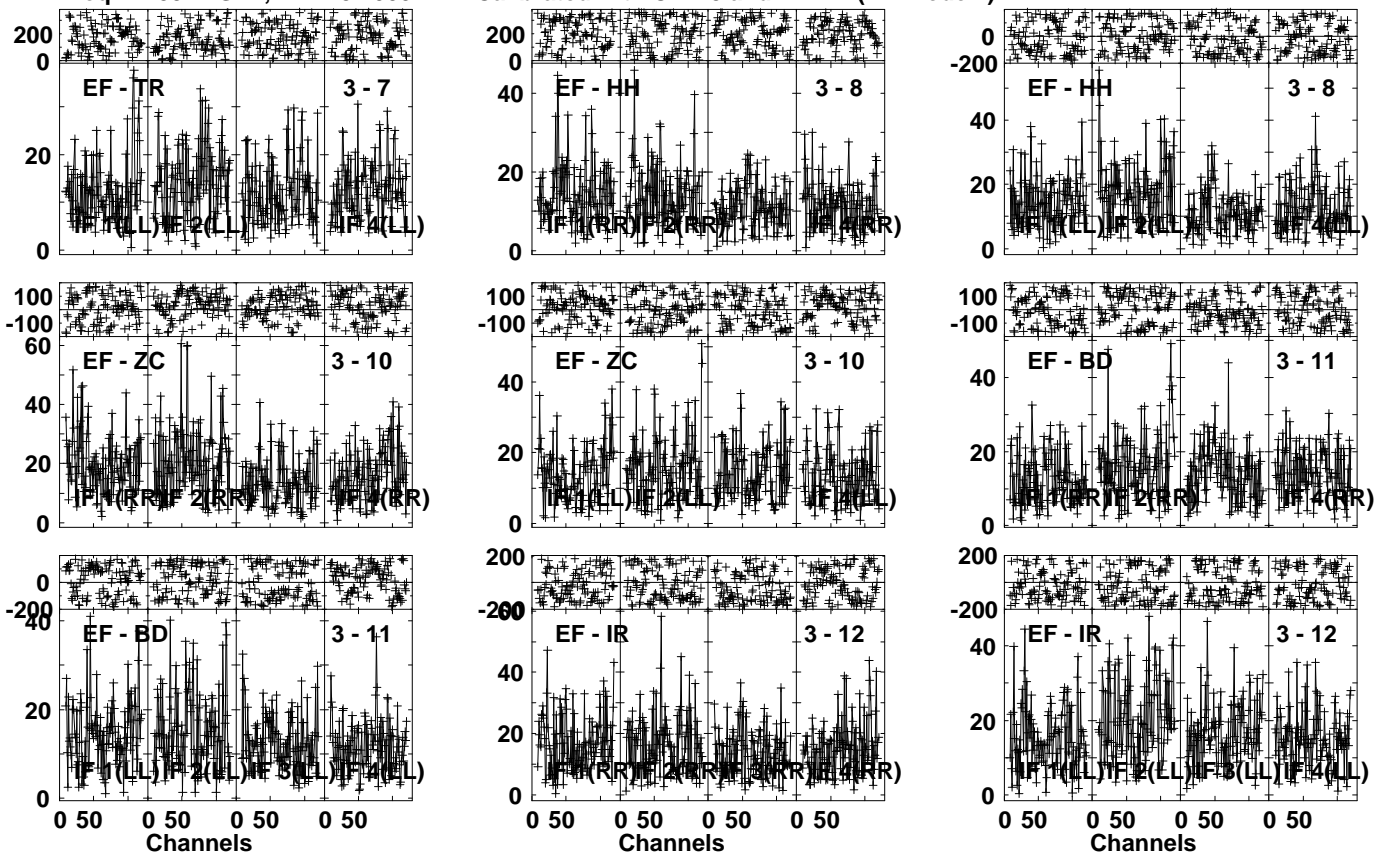 200
0
200
0
0
-200
EF - TR 3 - 7
20
0
IF 1(LL) IF 2(LL) IF 4(LL)
EF - HH 3 - 8
40
20
0
IF 1(RR) IF 2(RR) IF 4(RR)
EF - HH 3 - 8
40
20
0
IF 1(LL) IF 2(LL) IF 4(LL)
100
-100
100
-100
100
-100
EF - ZC 3 - 10
60
40
20
0
IF 1(RR) IF 2(RR) IF 4(RR)
EF - ZC 3 - 10
40
20
0
IF 1(LL) IF 2(LL) IF 4(LL)
EF - BD 3 - 11
40
20
0
IF 1(RR) IF 2(RR) IF 4(RR)
0
-200
200
0
-200
200
0
-200
EF - BD 3 - 11
40
20
0
IF 1(LL) IF 2(LL) IF 3(LL) IF 4(LL)
EF - IR 3 - 12
60
40
20
0
IF 1(RR) IF 2(RR) IF 3(RR) IF 4(RR)
EF - IR 3 - 12
40
20
0
IF 1(LL) IF 2(LL) IF 3(LL) IF 4(LL)
0 50 0 50 0 50 0 50
Channels
0 50 0 50 0 50 0 50
Channels
0 50 0 50 0 50 0 50
Channels